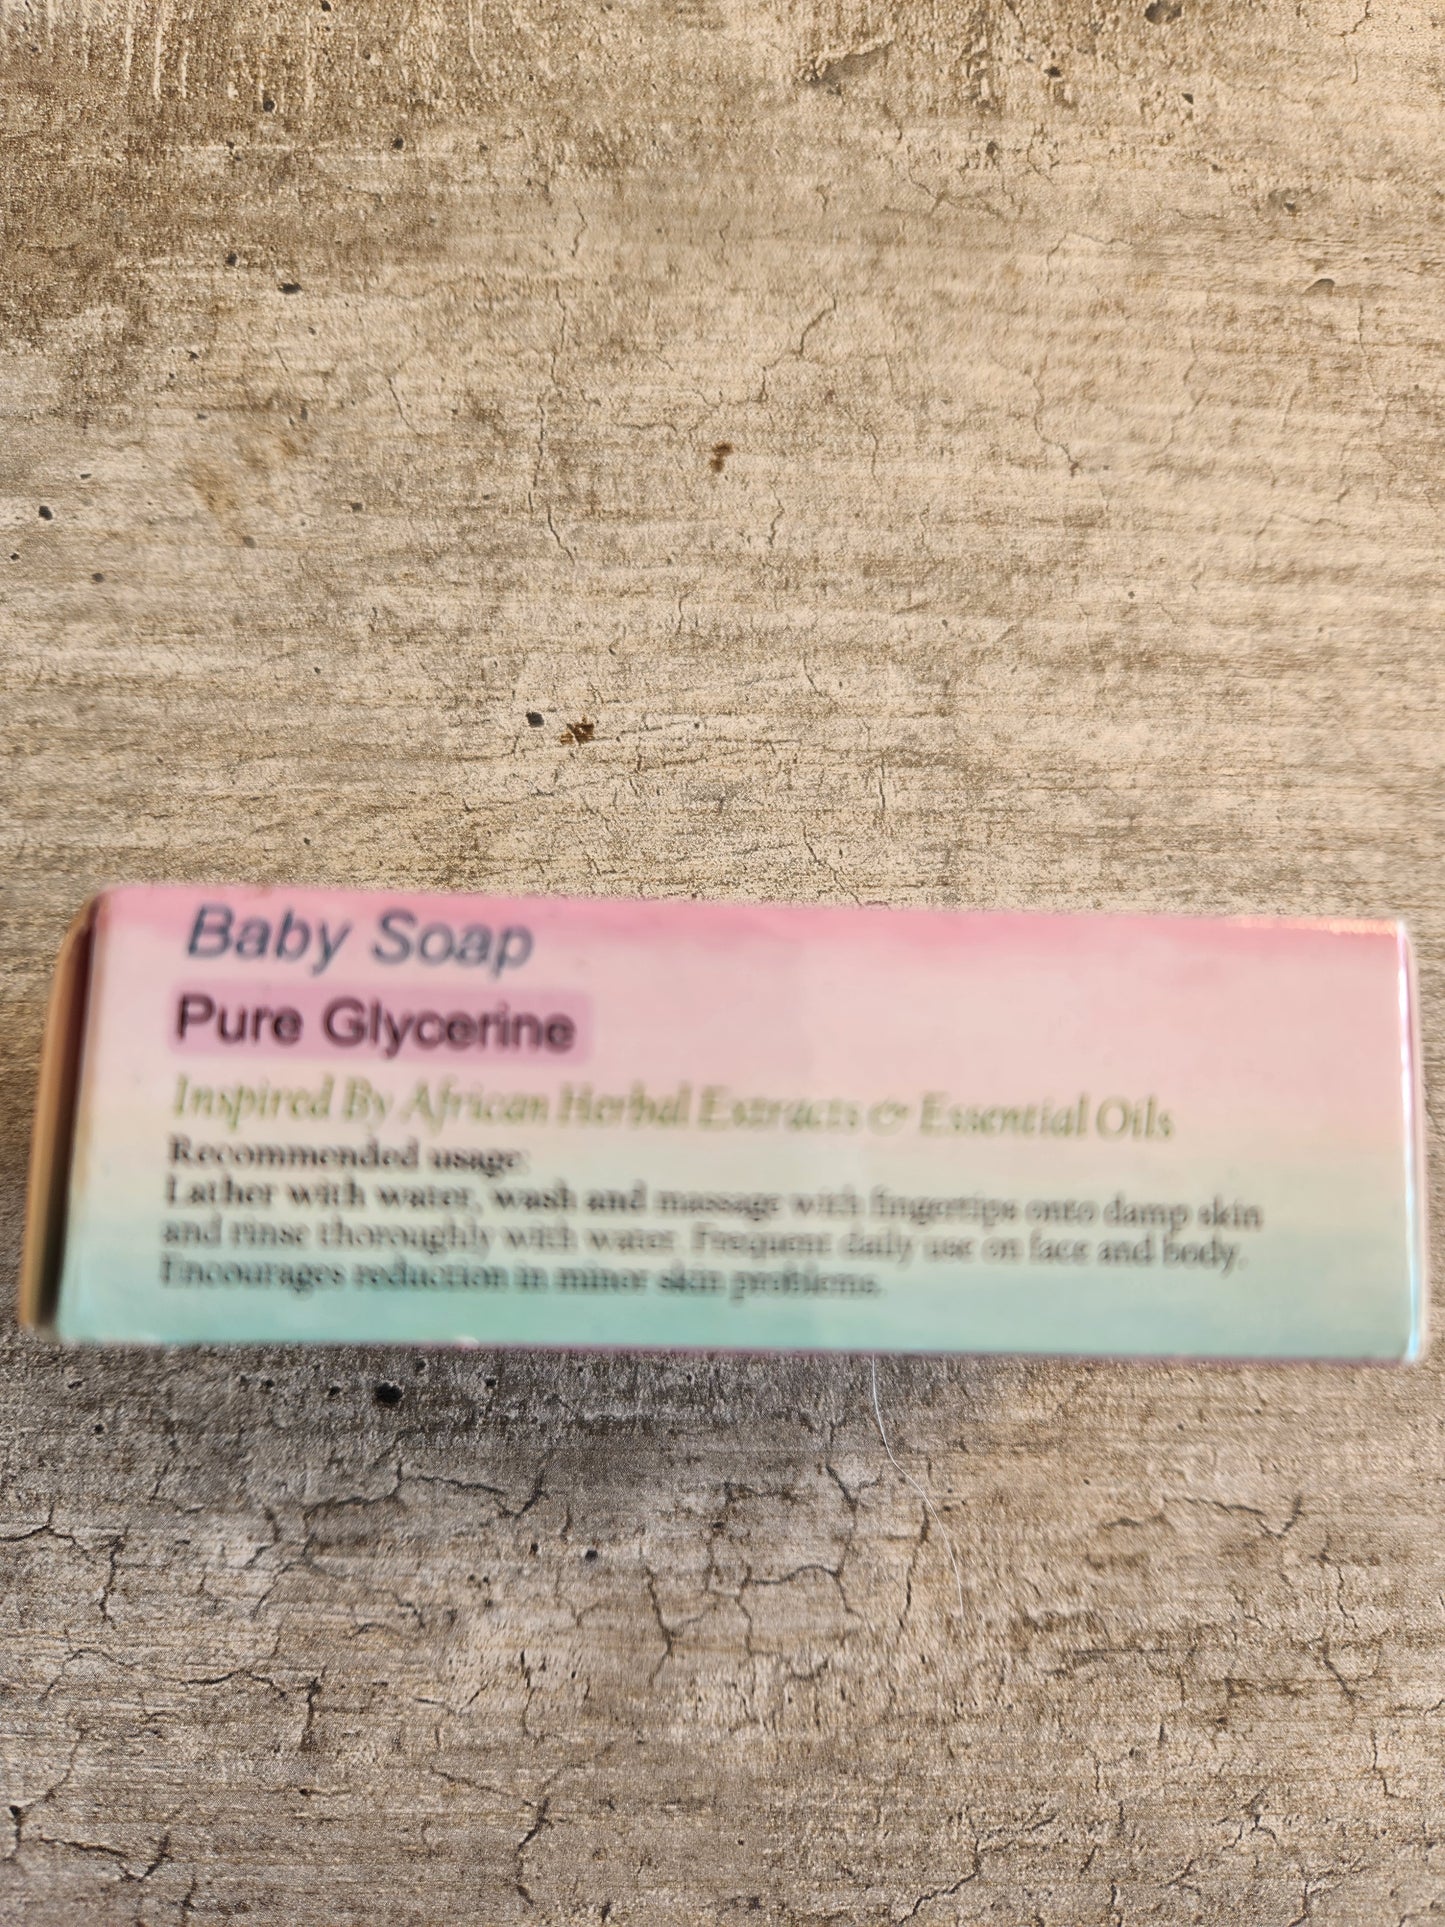 Baby Soap
Pure Glycerine
Inspired By African Herbal Extracts & Essential Oils
Recommended usage:
Lather with water, wash and massage with fingertips onto damp skin
and rinse thoroughly with water. Frequent daily use on face and body.
Encourages reduction in minor skin problems.